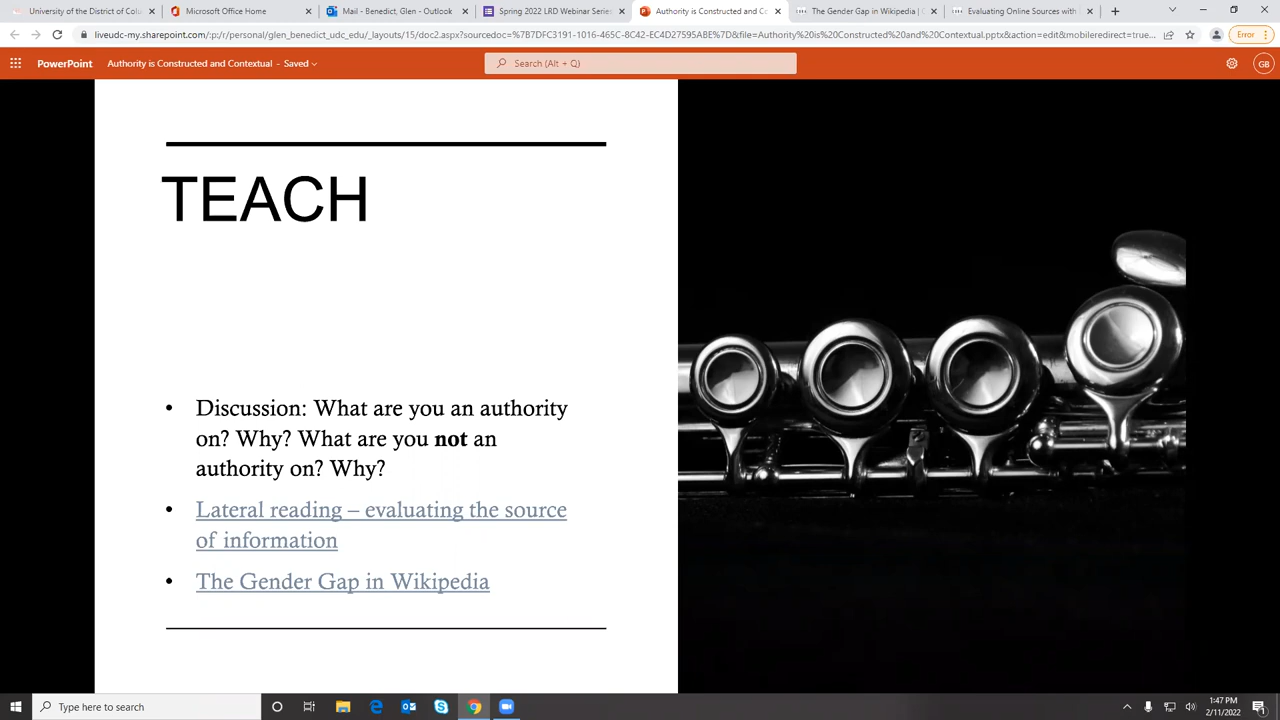 University of the District of Colu
Microsoft Office Home
Mail - Benedict, Glen - Outlook
Spring 2022 LRD Webinar Series
Authority is Constructed and Co
The Gender Gap in Wikipedia | C
Evaluating Online Sources with
liveudc-my.sharepoint.com/:p:/r/personal/glen_benedict_udc_edu/_layouts/15/doc2.aspx?sourcedoc=%7B7DFC3191-1016-465C-8C42-EC4D27595ABE%7D&file=Authority%20is%20Constructed%20and%20Contextual.pptx&action=edit&mobileredirect=true...
Error
PowerPoint
Authority is Constructed and Contextual - Saved
Search (Alt + Q)
GB
TEACH
• Discussion: What are you an authority
on? Why? What are you not an
authority on? Why?
• Lateral reading – evaluating the source
of information
• The Gender Gap in Wikipedia
Type here to search
1:47 PM
2/11/2022